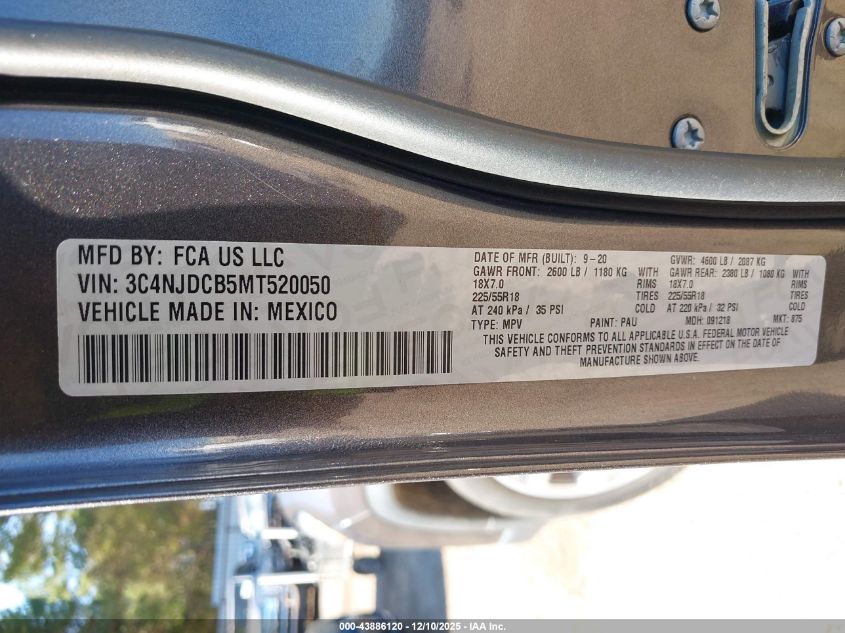 MFD BY: FCA US LLC
VIN: 3C4NJDCB5MT520050
VEHICLE MADE IN: MEXICO
DATE OF MFR (BUILT): 9-20 GVWR: 4600 LB / 2087 KG
GAWR FRONT: 2600 LB / 1180 KG WITH GAWR REAR: 2380 LB / 1080 KG WITH
18X7.0 RIMS 18X7.0 RIMS
225/55R18 TIRES 225/55R18 TIRES
AT 240 kPa / 35 PSI COLD AT 220 kPa / 32 PSI COLD
TYPE: MPV PAINT: PAU MDH: 091218 MKT: 875
THIS VEHICLE CONFORMS TO ALL APPLICABLE U.S.A. FEDERAL MOTOR VEHICLE
SAFETY AND THEFT PREVENTION STANDARDS IN EFFECT ON THE DATE OF
MANUFACTURE SHOWN ABOVE.
000-43886120 - 12/10/2025 - IAA Inc.